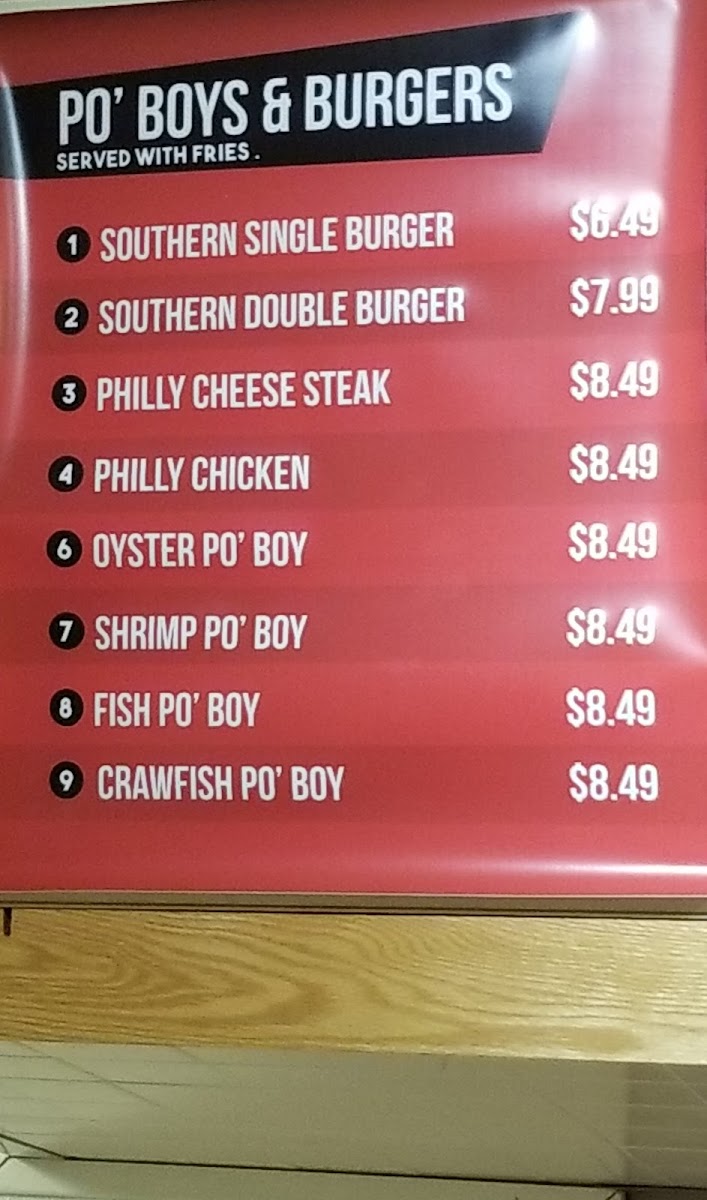 PO' BOYS & BURGERS
SERVED WITH FRIES.
1 SOUTHERN SINGLE BURGER $6.49
2 SOUTHERN DOUBLE BURGER $7.99
3 PHILLY CHEESE STEAK $8.49
4 PHILLY CHICKEN $8.49
6 OYSTER PO' BOY $8.49
7 SHRIMP PO' BOY $8.49
8 FISH PO' BOY $8.49
9 CRAWFISH PO' BOY $8.49